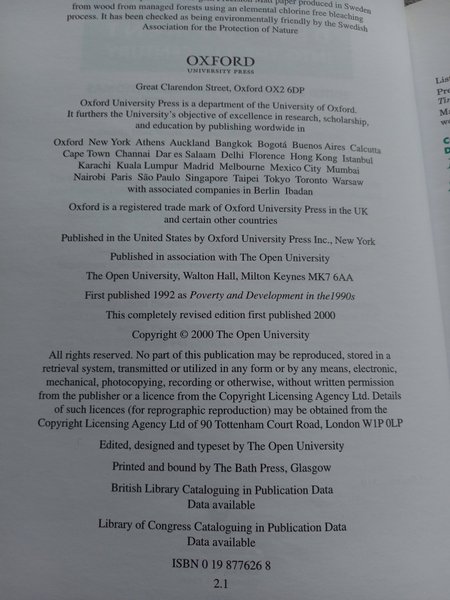 Matt paper produced in Sweden
from wood from managed forests using an elemental chlorine free bleaching
process. It has been checked as being environmentally friendly by the Swedish
Association for the Protection of Nature
OXFORD
UNIVERSITY PRESS
Great Clarendon Street, Oxford OX2 6DP
Oxford University Press is a department of the University of Oxford.
It furthers the University's objective of excellence in research, scholarship,
and education by publishing worldwide in
Oxford New York Athens Auckland Bangkok Bogotá Buenos Aires Calcutta
Cape Town Channai Dar es Salaam Delhi Florence Hong Kong Istanbul
Karachi Kuala Lumpur Madrid Melbourne Mexico City Mumbai
Nairobi Paris São Paulo Singapore Taipei Tokyo Toronto Warsaw
with associated companies in Berlin Ibadan
Oxford is a registered trade mark of Oxford University Press in the UK
and certain other countries
Published in the United States by Oxford University Press Inc., New York
Published in association with The Open University
The Open University, Walton Hall, Milton Keynes MK7 6AA
First published 1992 as Poverty and Development in the1990s
This completely revised edition first published 2000
Copyright © 2000 The Open University
All rights reserved. No part of this publication may be reproduced, stored in a
retrieval system, transmitted or utilized in any form or by any means, electronic,
mechanical, photocopying, recording or otherwise, without written permission
from the publisher or a licence from the Copyright Licensing Agency Ltd. Details
of such licences (for reprographic reproduction) may be obtained from the
Copyright Licensing Agency Ltd of 90 Tottenham Court Road, London W1P 0LP
Edited, designed and typeset by The Open University
Printed and bound by The Bath Press, Glasgow
British Library Cataloguing in Publication Data
Data available
Library of Congress Cataloguing in Publication Data
Data available
ISBN 0 19 877626 8
2.1